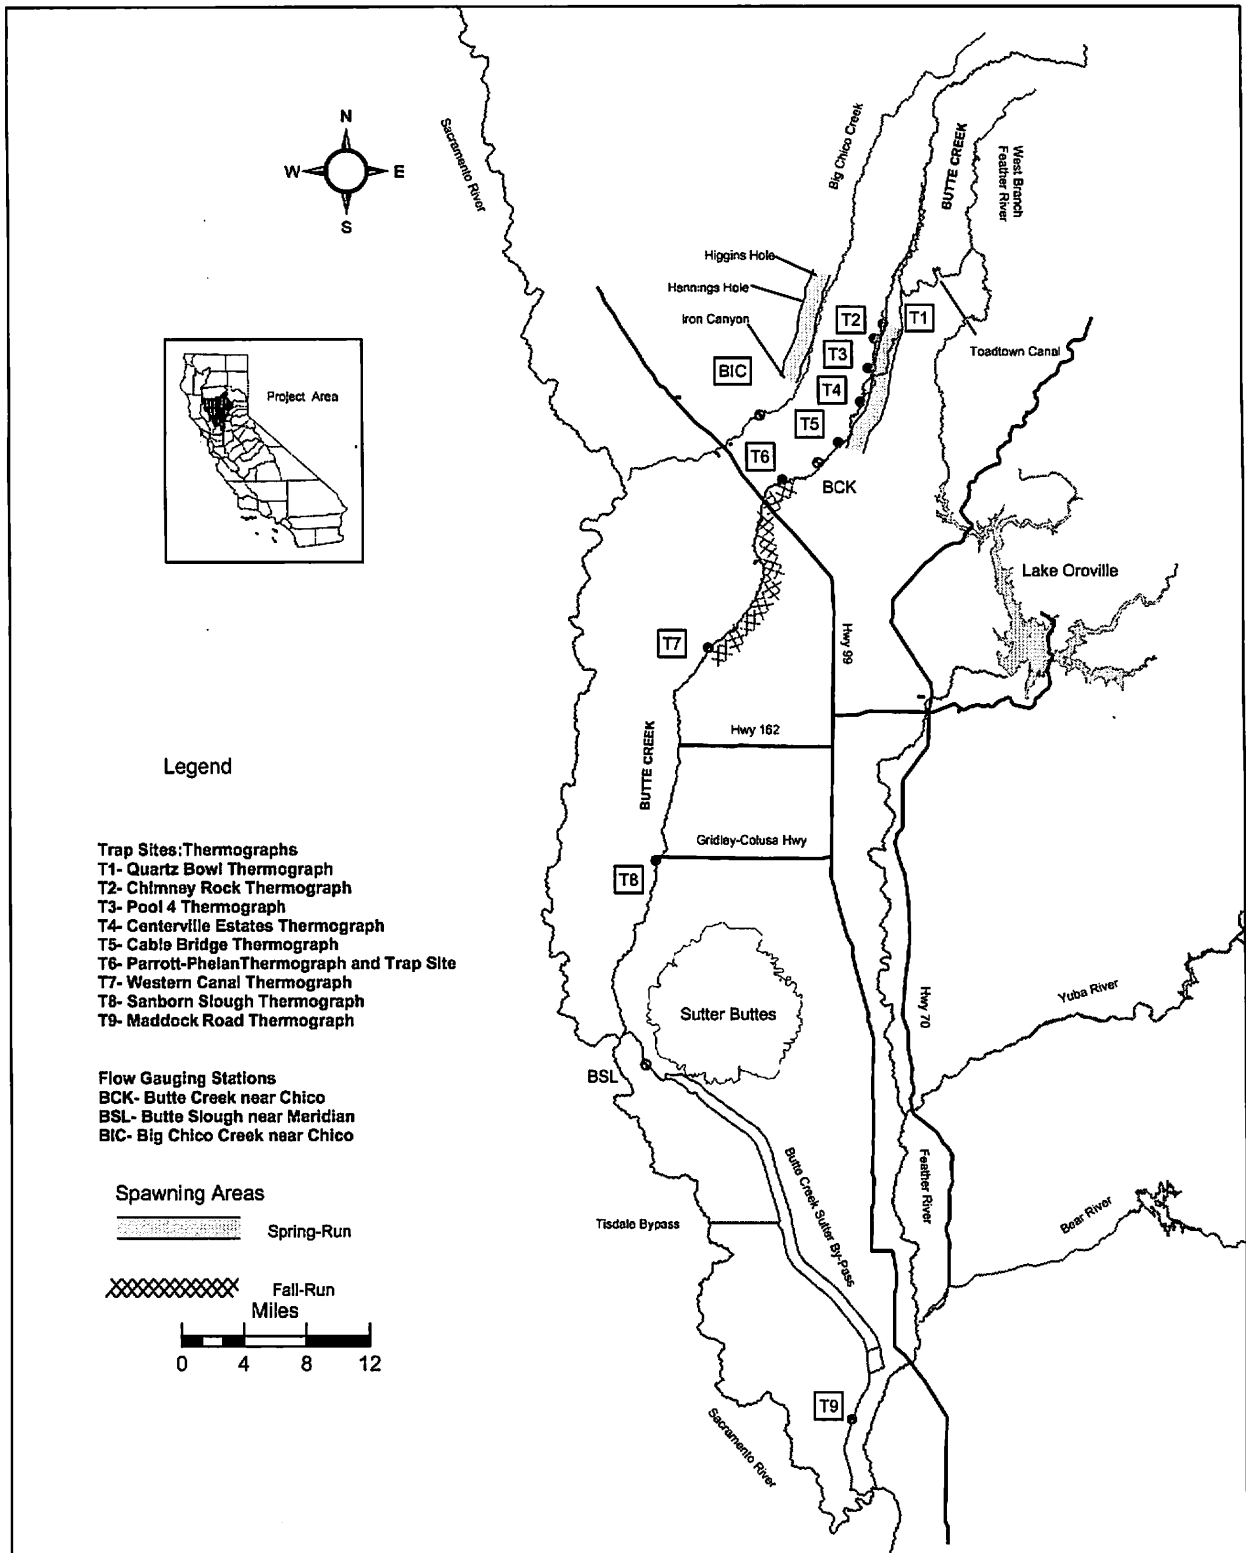 N
W E
S
Sacramento River
Big Chico Creek
BUTTE CREEK
West Branch
Feather River
Higgins Hole
Hennings Hole
Iron Canyon
T2
T1
T3
Toadtown Canal
BIC
T4
T5
T6
BCK
Project Area
Lake Oroville
Hwy 99
T7
Hwy 162
BUTTE CREEK
Gridley-Colusa Hwy
T8
Sutter Buttes
Hwy 70
Yuba River
BSL
Butte Creek Sutter By-Pass
Feather River
Bear River
Tisdale Bypass
T9
Sacramento River
Legend
Trap Sites:Thermographs
T1- Quartz Bowl Thermograph
T2- Chimney Rock Thermograph
T3- Pool 4 Thermograph
T4- Centerville Estates Thermograph
T5- Cable Bridge Thermograph
T6- Parrott-PhelanThermograph and Trap Site
T7- Western Canal Thermograph
T8- Sanborn Slough Thermograph
T9- Maddock Road Thermograph
Flow Gauging Stations
BCK- Butte Creek near Chico
BSL- Butte Slough near Meridian
BIC- Big Chico Creek near Chico
Spawning Areas
Spring-Run
Fall-Run
Miles
0 4 8 12